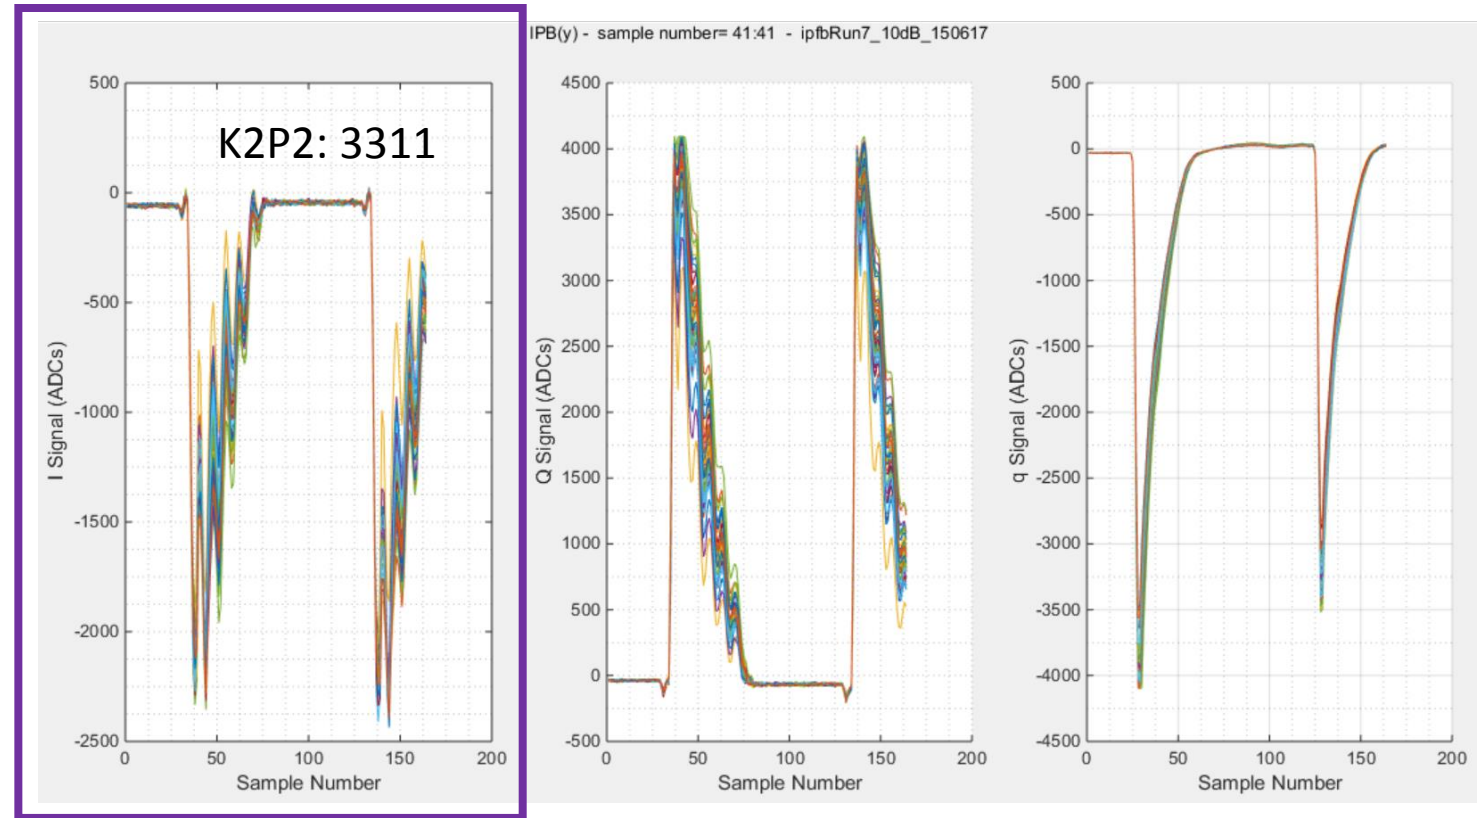 IPB(y) - sample number= 41:41 - ipfbRun7_10dB_150617
K2P2: 3311
500
0
-500
-1000
-1500
-2000
-2500
I Signal (ADCs)
0 50 100 150 200
Sample Number
4500
4000
3500
3000
2500
2000
1500
1000
500
0
-500
Q Signal (ADCs)
0 50 100 150 200
Sample Number
500
0
-500
-1000
-1500
-2000
-2500
-3000
-3500
-4000
-4500
q Signal (ADCs)
0 50 100 150 200
Sample Number